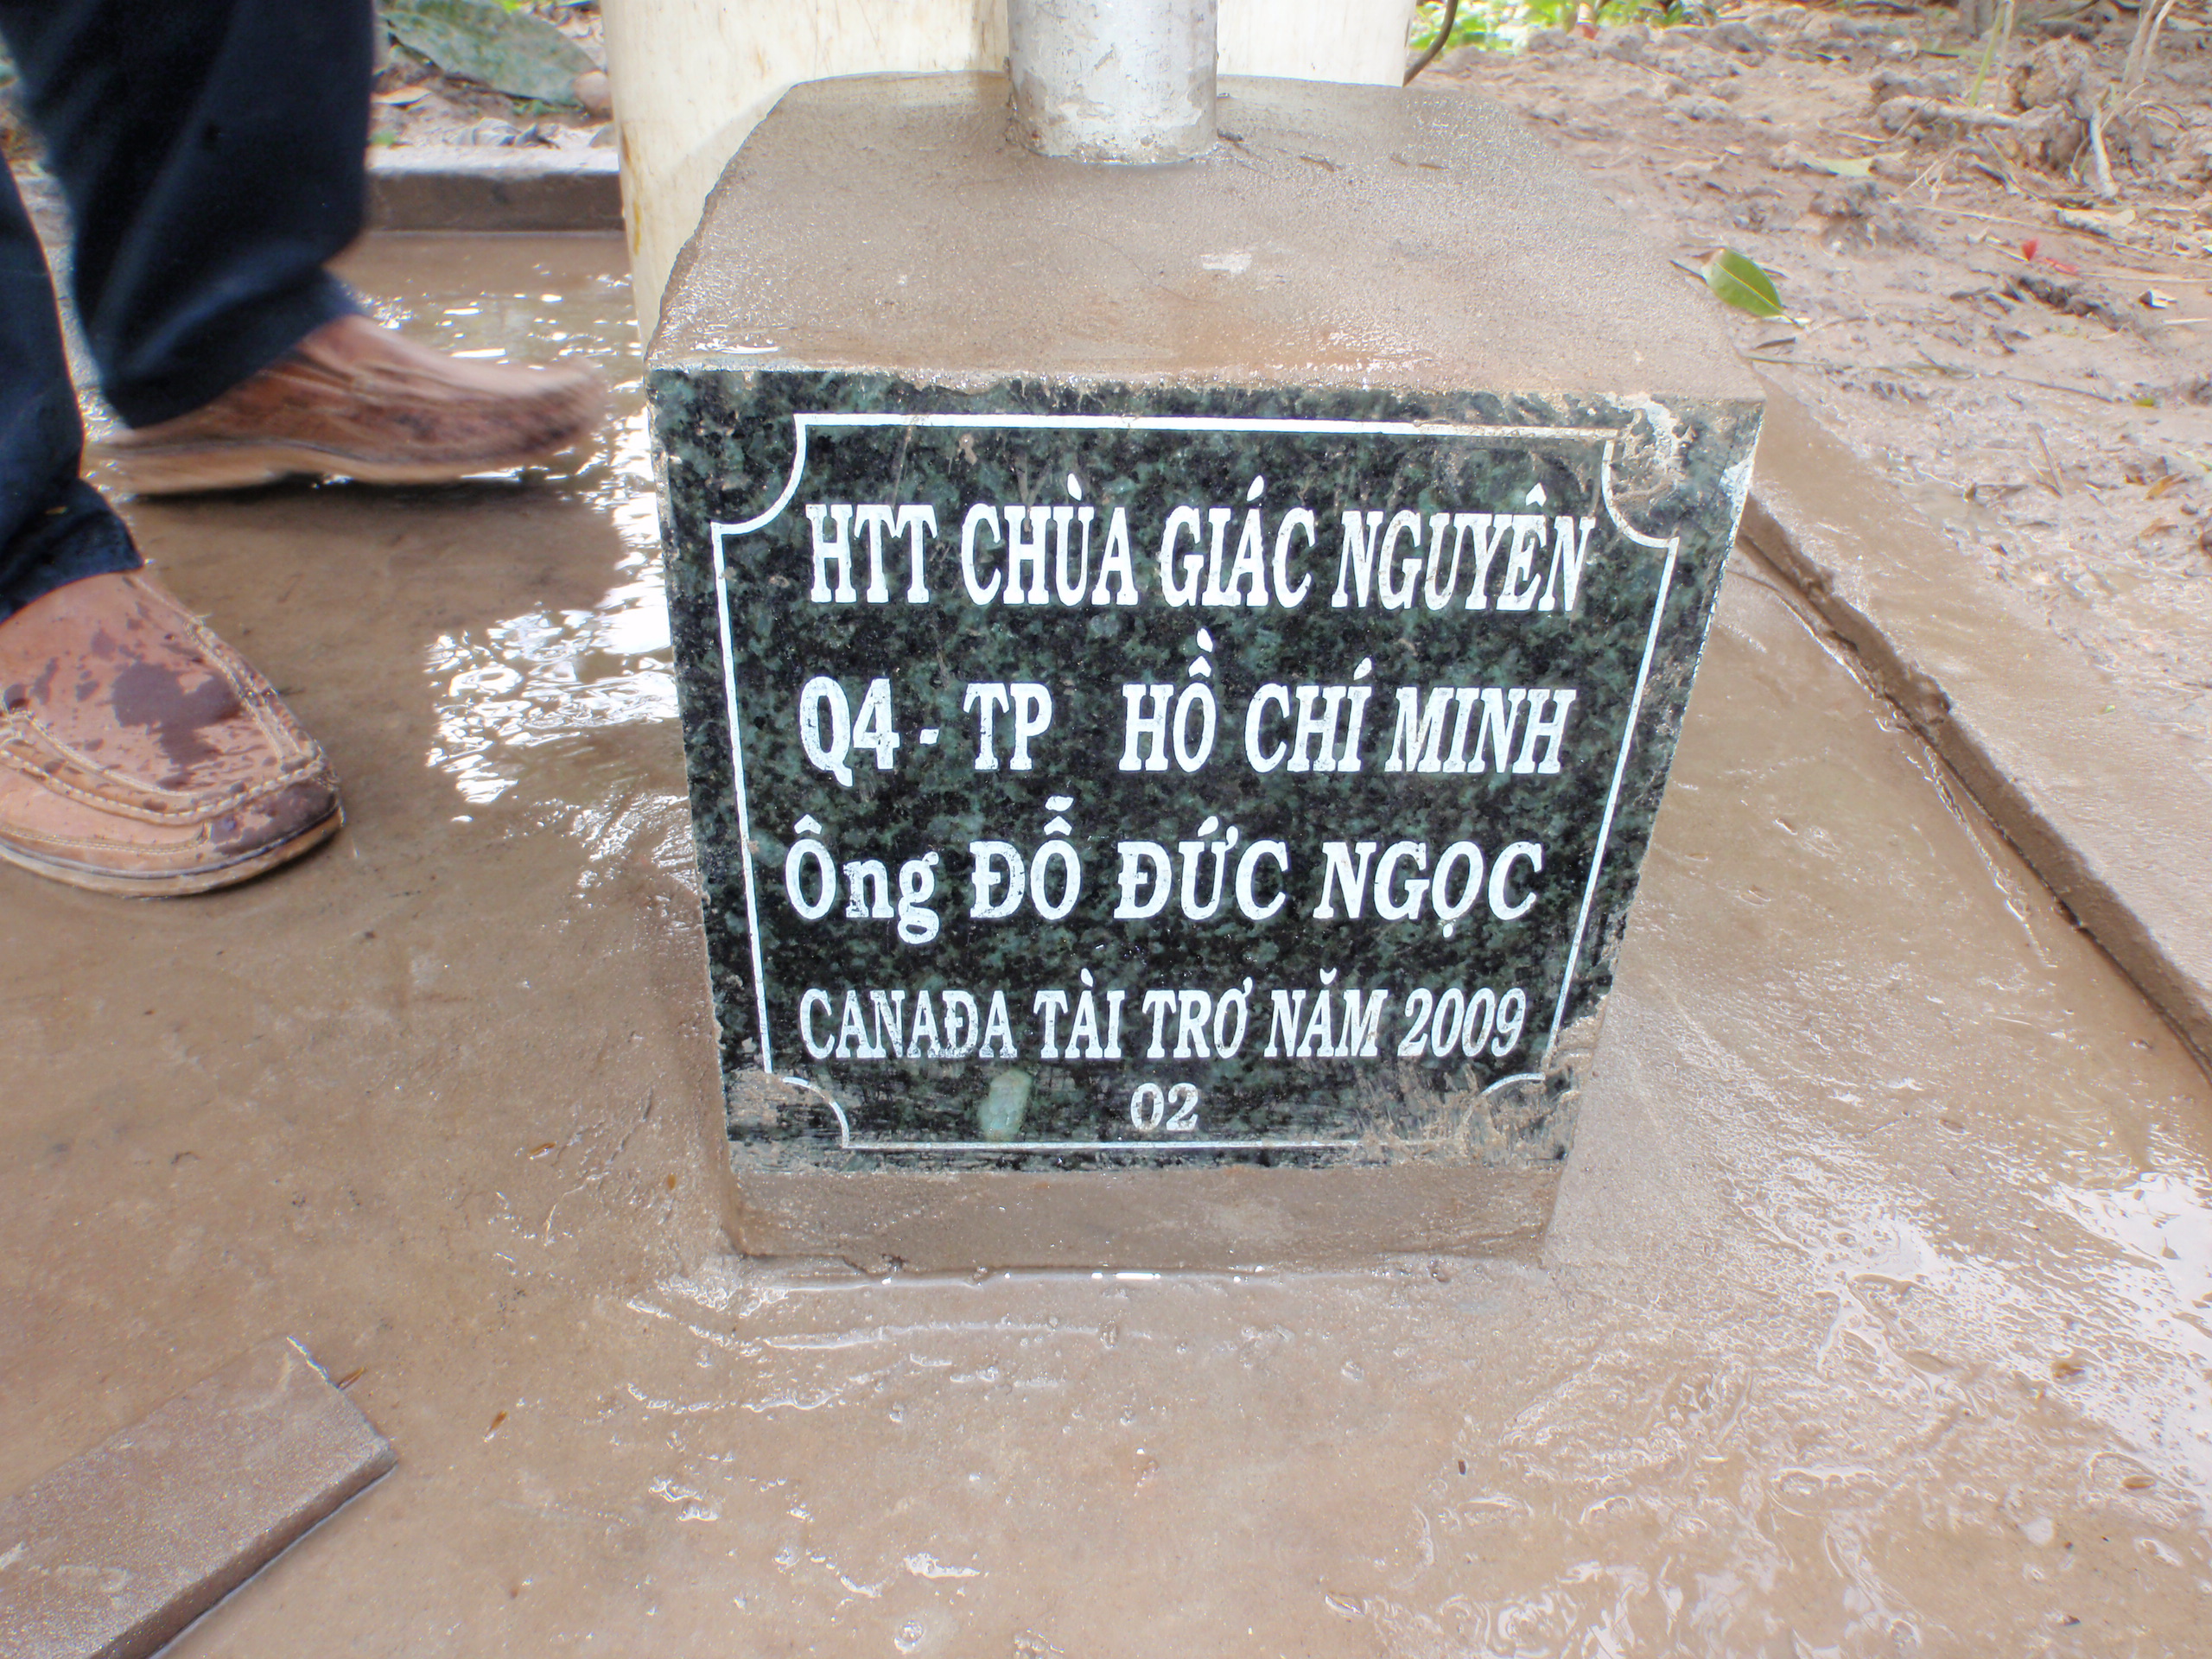 HTT CHÙA GIÁC NGUYÊN
Q4 - TP HỒ CHÍ MINH
Ông ĐỖ ĐỨC NGỌC
CANAĐA TÀI TRỢ NĂM 2009
02